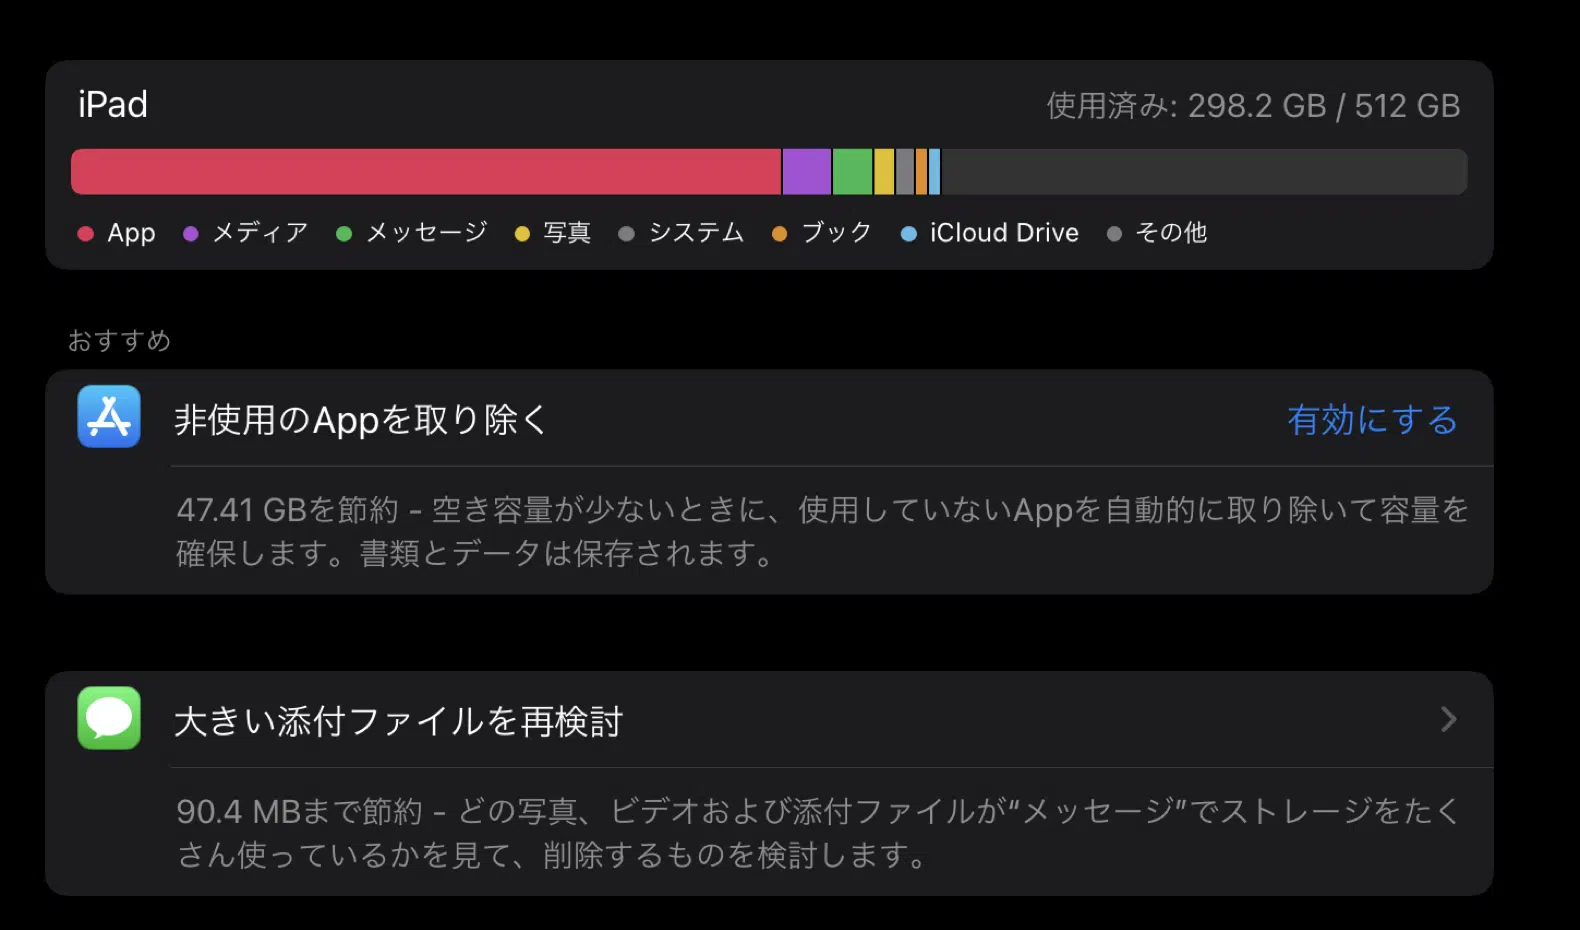 iPad
使用済み: 298.2 GB / 512 GB
App メディア メッセージ 写真 システム ブック iCloud Drive その他
おすすめ
非使用のAppを取り除く
有効にする
47.41 GBを節約 – 空き容量が少ないときに、使用していないAppを自動的に取り除いて容量を
確保します。書類とデータは保存されます。
大きい添付ファイルを再検討
90.4 MBまで節約 – どの写真、ビデオおよび添付ファイルが“メッセージ”でストレージをたく
さん使っているかを見て、削除するものを検討します。